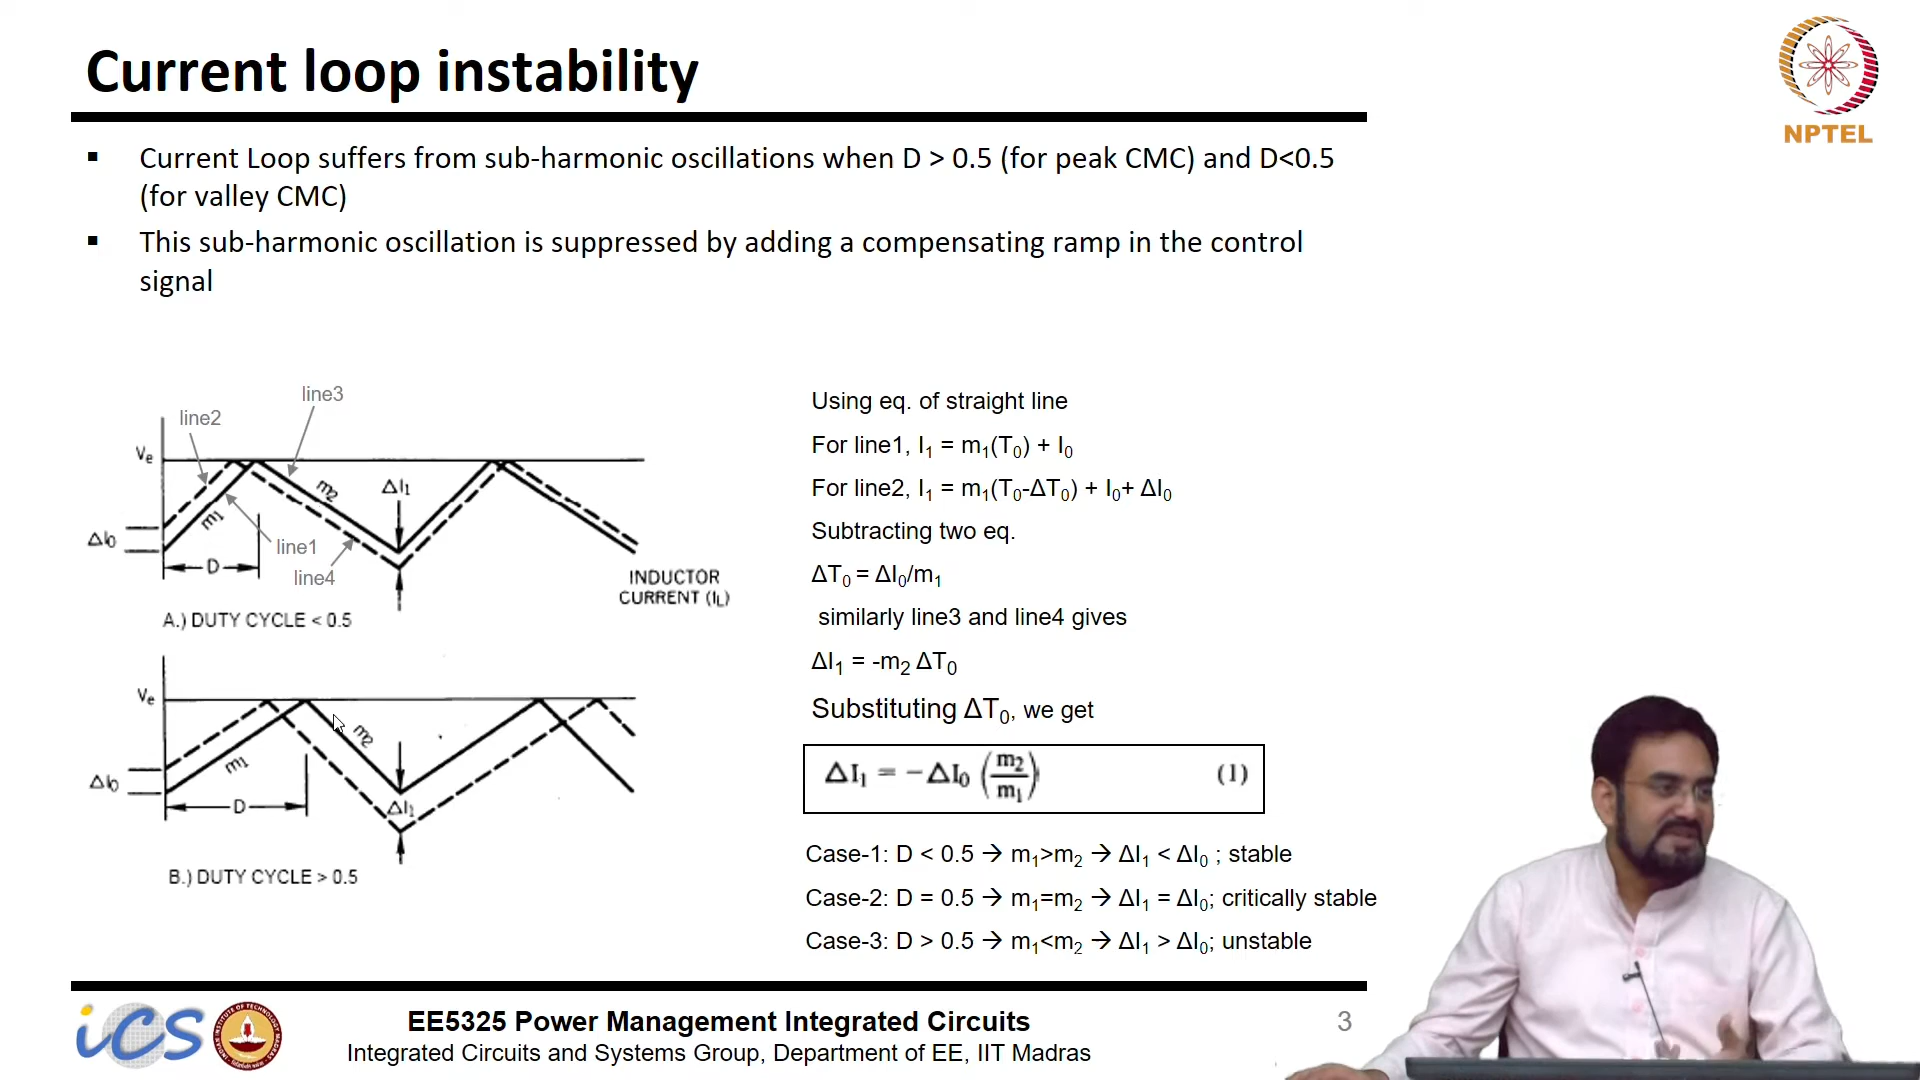 Current loop instability
NPTEL
▪ Current Loop suffers from sub-harmonic oscillations when D > 0.5 (for peak CMC) and D<0.5
(for valley CMC)
▪ This sub-harmonic oscillation is suppressed by adding a compensating ramp in the control
signal
line3
line2
Ve
m2
ΔI1
m1
ΔI0
line1
D
line4
INDUCTOR
CURRENT (IL)
A.) DUTY CYCLE < 0.5
Ve
m2
m1
ΔI0
D
ΔI1
B.) DUTY CYCLE > 0.5
Using eq. of straight line
For line1, I₁ = m₁(T₀) + I₀
For line2, I₁ = m₁(T₀-ΔT₀) + I₀+ ΔI₀
Subtracting two eq.
ΔT₀ = ΔI₀/m₁
similarly line3 and line4 gives
ΔI₁ = -m₂ ΔT₀
Substituting ΔT₀, we get
ΔI₁ = -ΔI₀ (m₂/m₁) (1)
Case-1: D < 0.5 → m₁>m₂ → ΔI₁ < ΔI₀ ; stable
Case-2: D = 0.5 → m₁=m₂ → ΔI₁ = ΔI₀; critically stable
Case-3: D > 0.5 → m₁<m₂ → ΔI₁ > ΔI₀; unstable
iCS
EE5325 Power Management Integrated Circuits
3
Integrated Circuits and Systems Group, Department of EE, IIT Madras